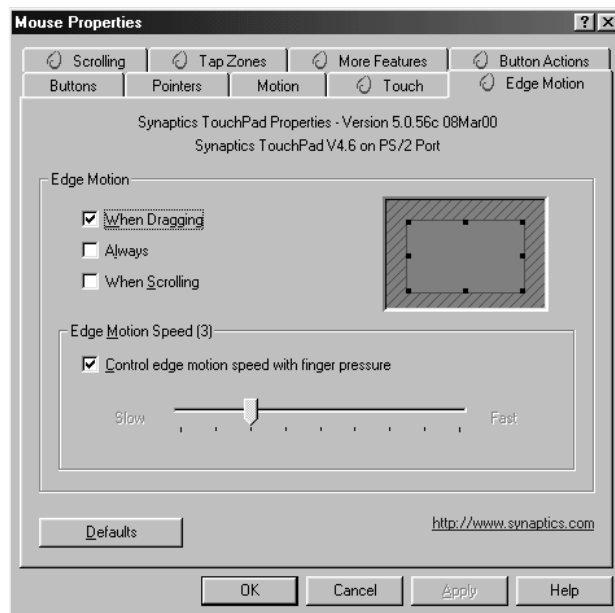 Mouse Properties
Scrolling Tap Zones More Features Button Actions
Buttons Pointers Motion Touch Edge Motion
Synaptics TouchPad Properties - Version 5.0.56c 08Mar00
Synaptics TouchPad V4.6 on PS/2 Port
Edge Motion
When Dragging
Always
When Scrolling
Edge Motion Speed (3)
Control edge motion speed with finger pressure
Slow Fast
Defaults http://www.synaptics.com
OK Cancel Apply Help